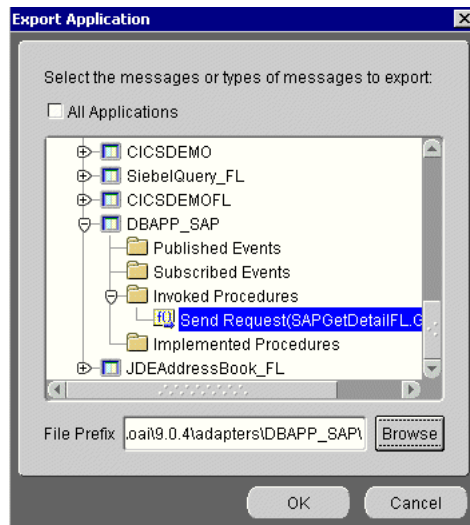 Export Application
Select the messages or types of messages to export:
All Applications
CICSDEMO
SiebelQuery_FL
CICSDEMOFL
DBAPP_SAP
Published Events
Subscribed Events
Invoked Procedures
Send Request(SAPGetDetailFL.G
Implemented Procedures
JDEAddressBook_FL
File Prefix .oai\9.0.4\adapters\DBAPP_SAP\ Browse
OK Cancel